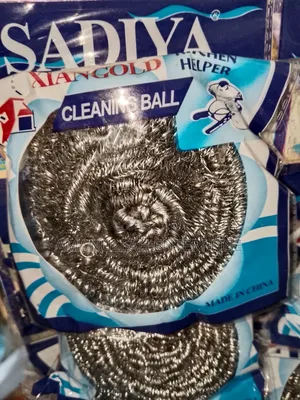 SADIYA
XIANGOLD
KITCHEN
HELPER
CLEANING BALL
MADE IN CHINA